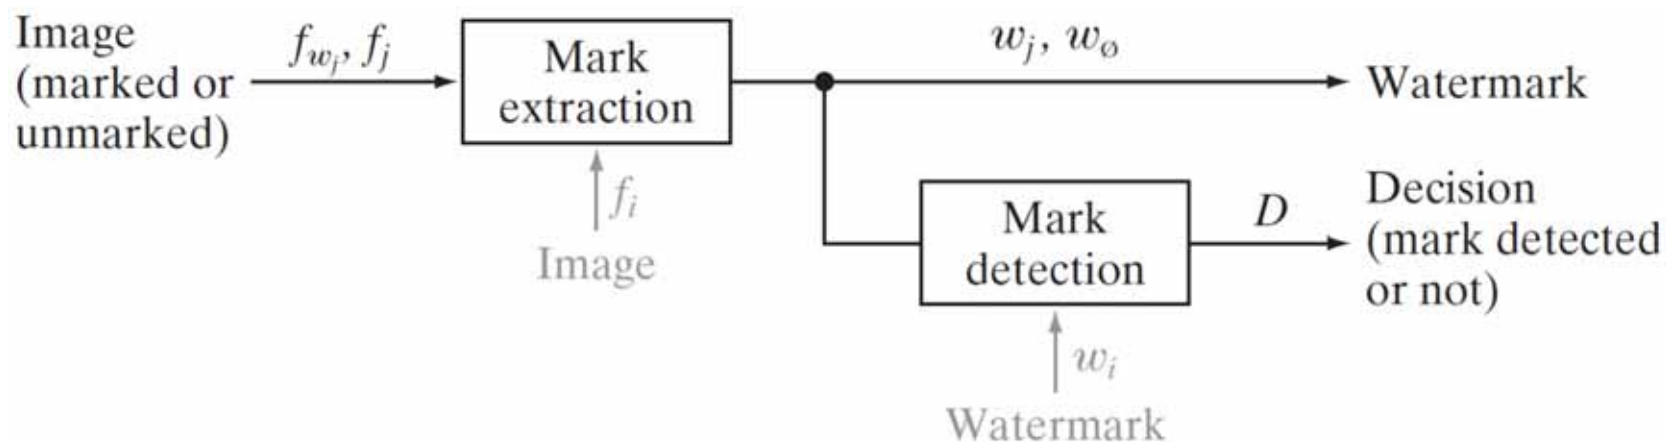 Image
(marked or
unmarked)
f_{w_j}, f_j
Mark
extraction
f_i
Image
w_j, w_ø
Watermark
Mark
detection
w_i
Watermark
D
Decision
(mark detected
or not)